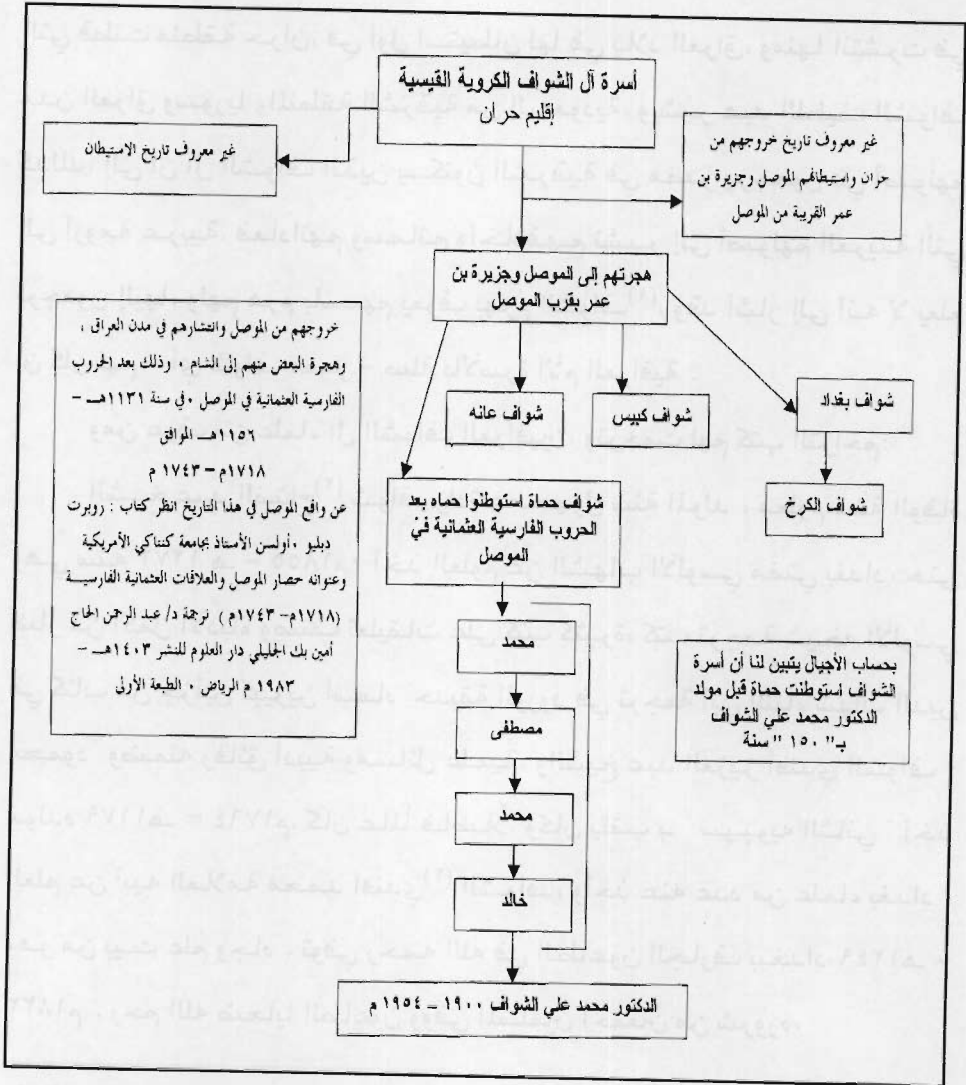 أسرة آل الشواف الكروية القيسية
إقليم حران
غير معروف تاريخ الاستيطان
غير معروف تاريخ خروجهم من
حران واستيطانهم الموصل وجزيرة بن
عمر القريبة من الموصل
هجرتهم إلى الموصل وجزيرة بن
عمر بقرب الموصل
خروجهم من الموصل وانتشارهم في مدن العراق ،
وهجرة البعض منهم إلى الشام ، وذلك بعد الحروب
الفارسية العثمانية في الموصل ، في سنة ١١٣١هـ -
١١٥٦هـ الموافق
١٧١٨م - ١٧٤٣ م
عن واقع الموصل في هذا التاريخ انظر كتاب : روبرت
دبليو . أولسن الأستاذ بجامعة كنتاكي الأمريكية
وعنوانه حصار الموصل والعلاقات العثمانية الفارسية
(١٧١٨م - ١٧٤٣م ) ترجمة د/ عبد الرحمن الحاج
أمين بك الجليلي دار العلوم للنشر ١٤٠٣هـ -
١٩٨٣ م الرياض . الطبعة الأولى
شواف عانه
شواف كبيس
شواف بغداد
شواف الكرخ
شواف حماة استوطنوا حماه بعد
الحروب الفارسية العثمانية في
الموصل
محمد
مصطفى
محمد
خالد
الدكتور محمد علي الشواف ١٩٠٠ - ١٩٥٤ م
بحساب الأجيال يتبين لنا أن أسرة
الشواف استوطنت حماة قبل مولد
الدكتور محمد علي الشواف
بـ " ١٥٠ " سنة